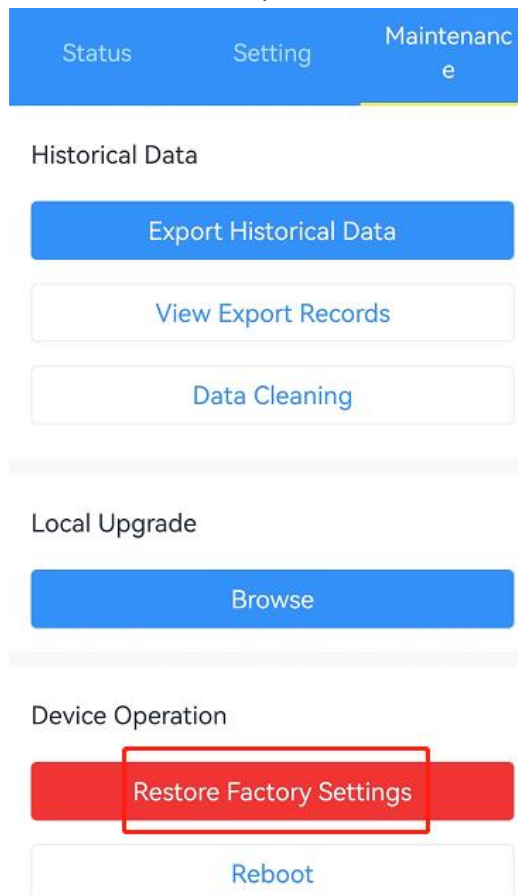 Status Setting Maintenanc
e
Historical Data
Export Historical Data
View Export Records
Data Cleaning
Local Upgrade
Browse
Device Operation
Restore Factory Settings
Reboot